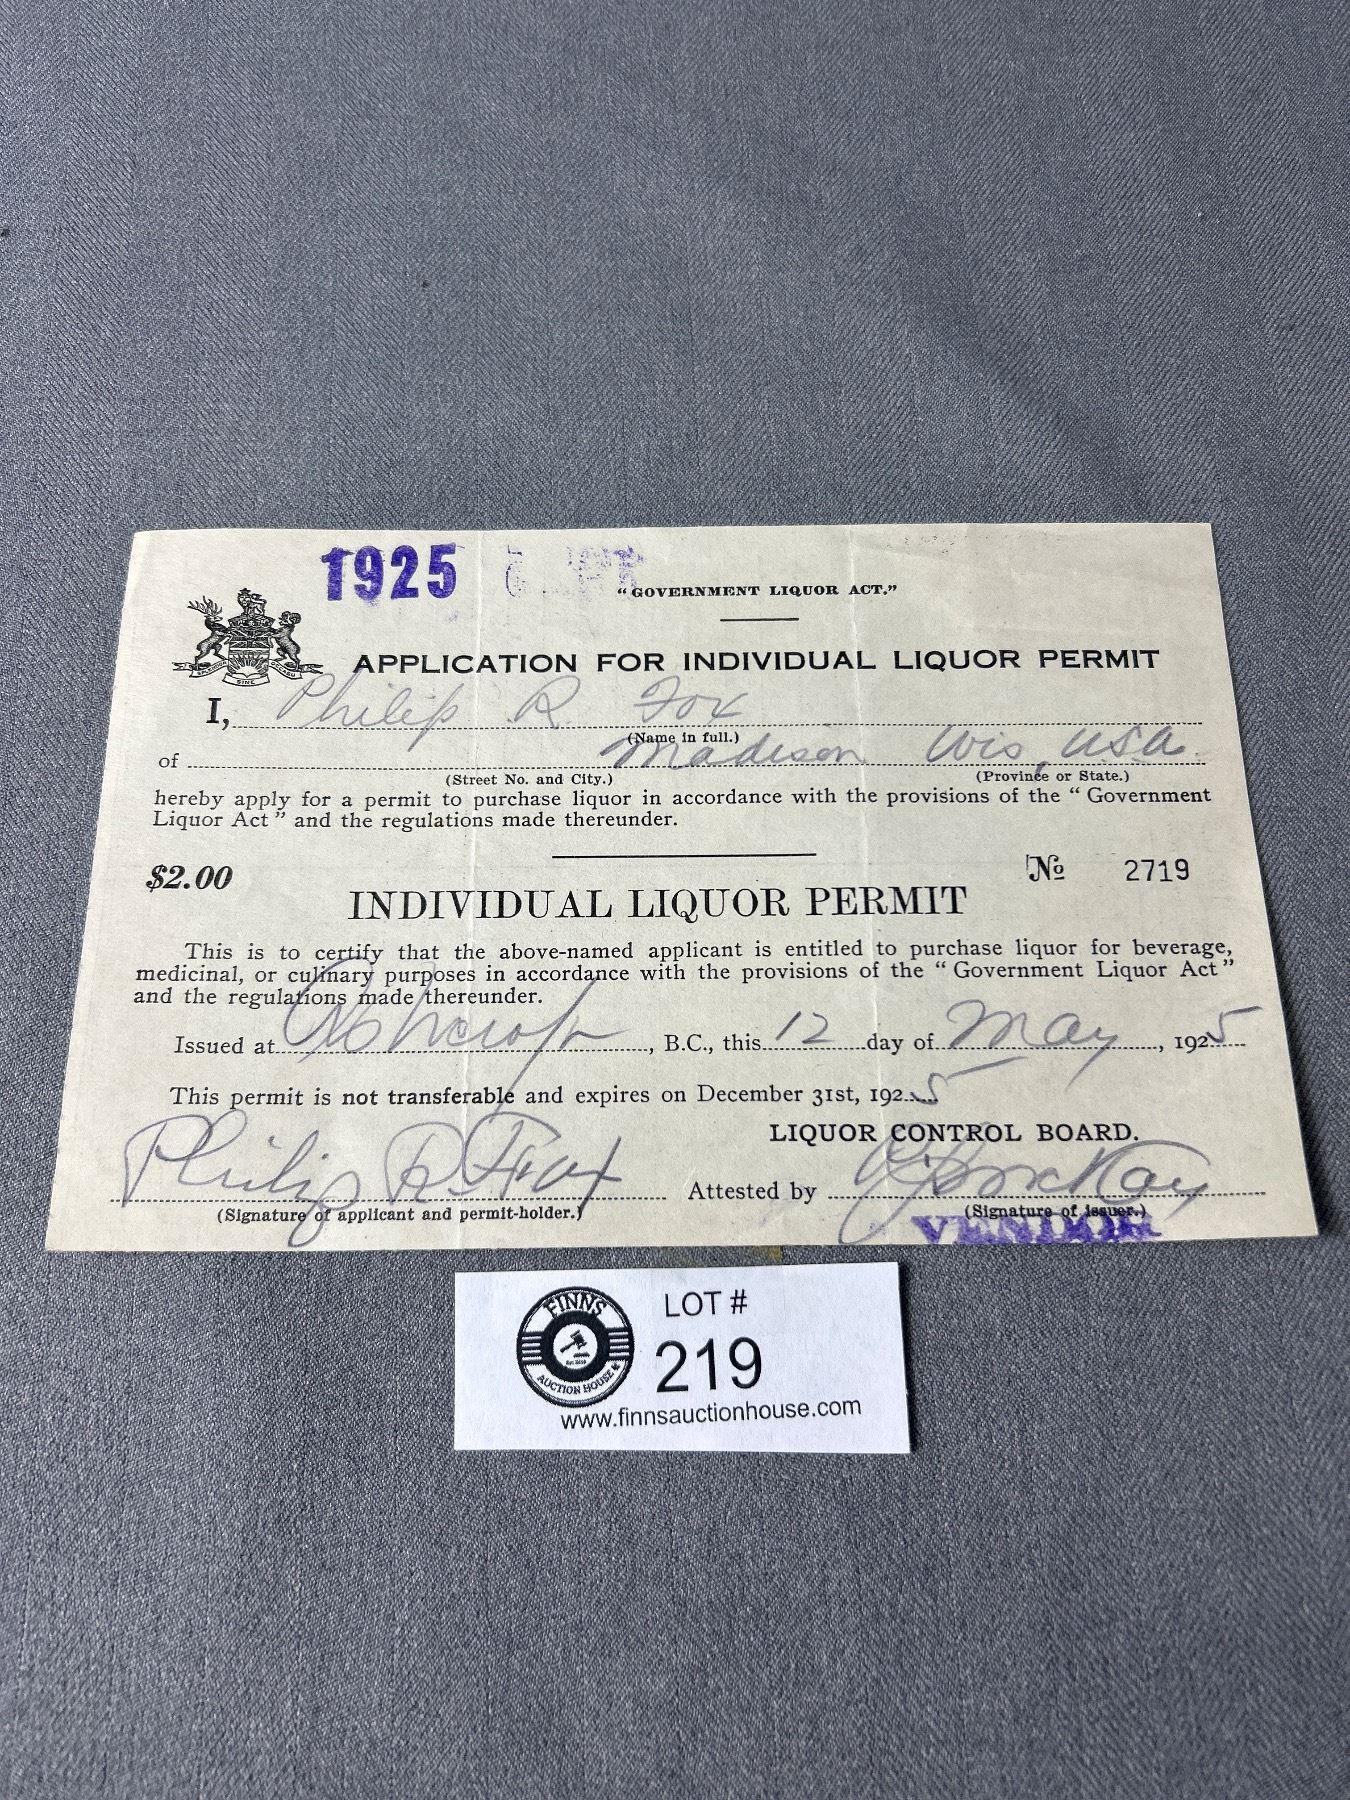 1925
"GOVERNMENT LIQUOR ACT."
APPLICATION FOR INDIVIDUAL LIQUOR PERMIT
I, Philip R Fox
(Name in full.)
of Madison Wis, USA.
(Street No. and City.) (Province or State.)
hereby apply for a permit to purchase liquor in accordance with the provisions of the "Government
Liquor Act" and the regulations made thereunder.
$2.00 No 2719
INDIVIDUAL LIQUOR PERMIT
This is to certify that the above-named applicant is entitled to purchase liquor for beverage,
medicinal, or culinary purposes in accordance with the provisions of the "Government Liquor Act"
and the regulations made thereunder.
Issued at Ashcroft, B.C., this 12 day of May, 1925
This permit is not transferable and expires on December 31st, 1925
LIQUOR CONTROL BOARD.
Philip R. Fox Attested by
(Signature of applicant and permit-holder.) (Signature of issuer.)
VENDOR
FINNS
AUCTION HOUSE
LOT #
219
www.finnsauctionhouse.com